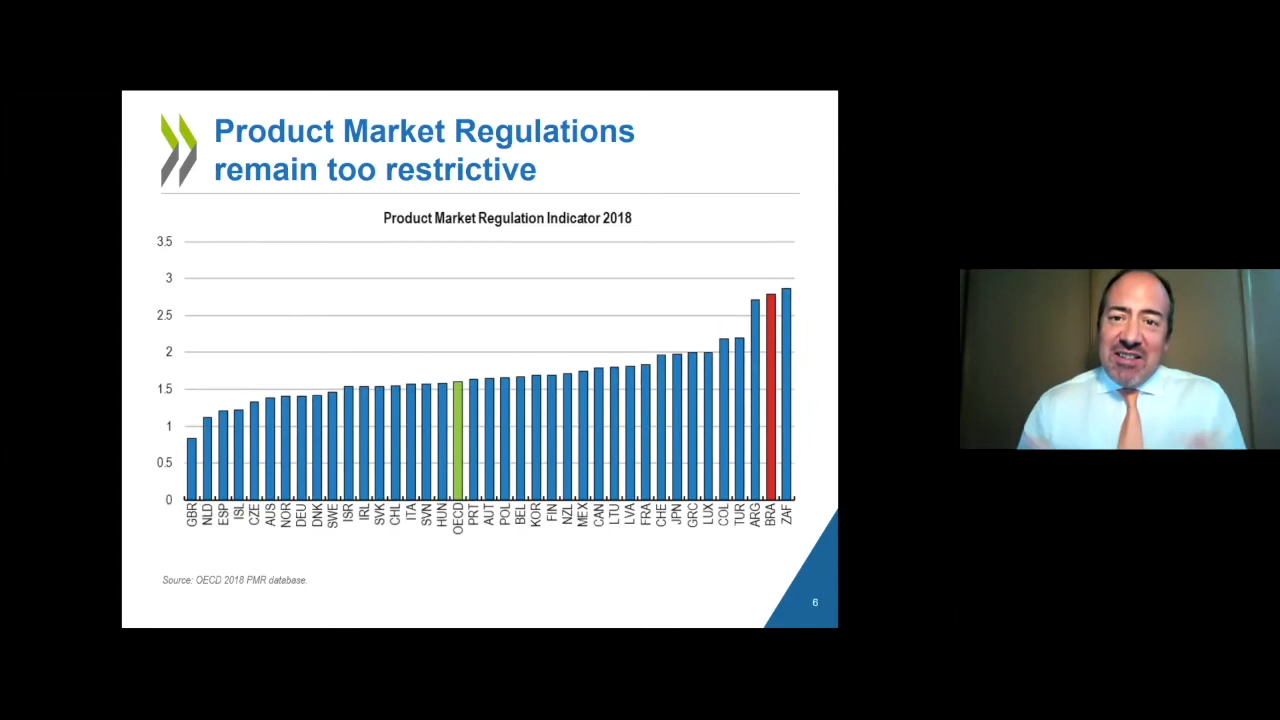 Product Market Regulations
remain too restrictive
Product Market Regulation Indicator 2018
3.5
3
2.5
2
1.5
1
0.5
0
GBR NLD ESP ISL CZE AUS NOR DEU DNK SWE ISR IRL SVK CHL ITA SVN HUN OECD PRT AUT POL BEL KOR FIN NZL MEX CAN LTU LVA FRA CHE JPN GRC LUX COL TUR ARG BRA ZAF
Source: OECD 2018 PMR database.
6